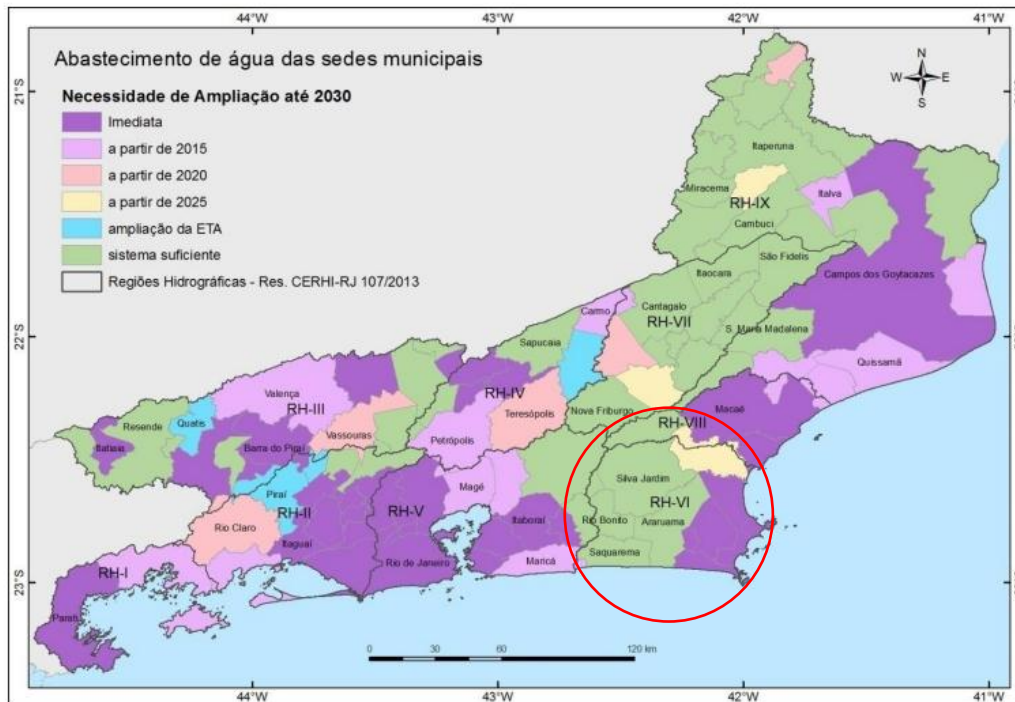 44°W
43°W
42°W
41°W
Abastecimento de água das sedes municipais
Necessidade de Ampliação até 2030
Imediata
a partir de 2015
a partir de 2020
a partir de 2025
ampliação da ETA
sistema suficiente
Regiões Hidrográficas - Res. CERHI-RJ 107/2013
N
W E
S
21°S
Itaperuna
Miracema
Italva
RH-IX
Cambuci
São Fidelis
Itaocara
Campos dos Goytacazes
Cantagalo
Carmo
RH-VII
S. Maria Madalena
22°S
Sapucaia
Quissamã
RH-IV
Valença
RH-III
Teresópolis
Nova Friburgo
Macaé
RH-VIII
Quatis
Resende
Vassouras
Petrópolis
Itatiaia
Barra do Piraí
Silva Jardim
Piraí
Magé
RH-VI
RH-II
RH-V
Itaboraí
Rio Bonito
Araruama
Rio Claro
Itaguaí
Saquarema
Rio de Janeiro
Maricá
RH-I
23°S
Parati
0 30 60 120 km
44°W
43°W
42°W
41°W